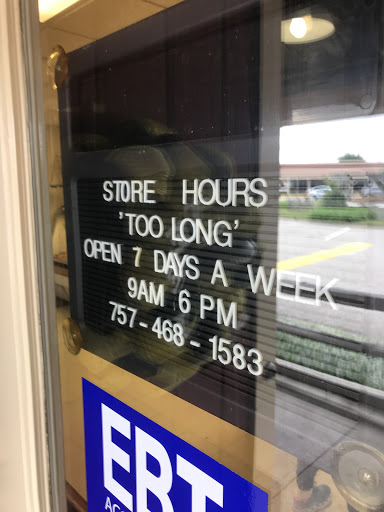 STORE HOURS
'TOO LONG'
OPEN 7 DAYS A WEEK
9AM 6 PM
757-468-1583
EBT